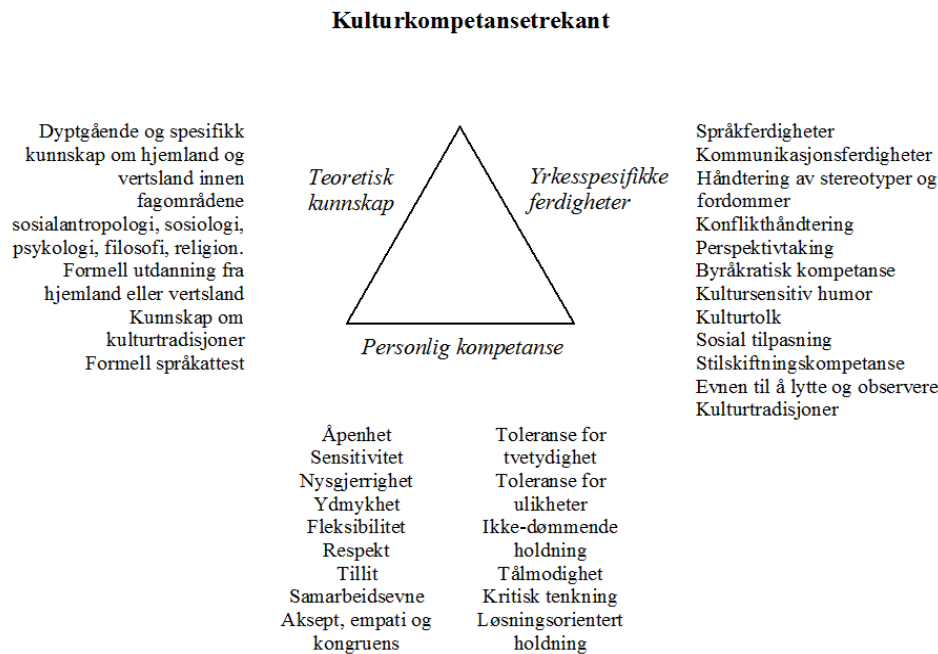 Kulturkompetansetrekant
Dyptgående og spesifikk
kunnskap om hjemland og
vertsland innen
fagområdene
sosialantropologi, sosiologi,
psykologi, filosofi, religion.
Formell utdanning fra
hjemland eller vertsland
Kunnskap om
kulturtradisjoner
Formell språkattest
Teoretisk
kunnskap
Yrkesspesifikke
ferdigheter
Personlig kompetanse
Språkferdigheter
Kommunikasjonsferdigheter
Håndtering av stereotyper og
fordommer
Konflikthåndtering
Perspektivtaking
Byråkratisk kompetanse
Kultursensitiv humor
Kulturtolk
Sosial tilpasning
Stilskiftningskompetanse
Evnen til å lytte og observere
Kulturtradisjoner
Åpenhet
Sensitivitet
Nysgjerrighet
Ydmykhet
Fleksibilitet
Respekt
Tillit
Samarbeidsevne
Aksept, empati og
kongruens
Toleranse for
tvetydighet
Toleranse for
ulikheter
Ikke-dømmende
holdning
Tålmodighet
Kritisk tenkning
Løsningsorientert
holdning